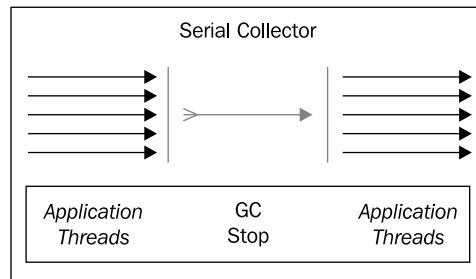 Serial Collector
Application
Threads
GC
Stop
Application
Threads